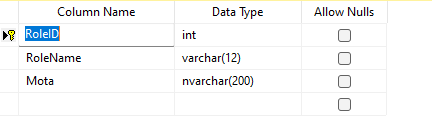 Column Name Data Type Allow Nulls
RoleID int
RoleName varchar(12)
Mota nvarchar(200)